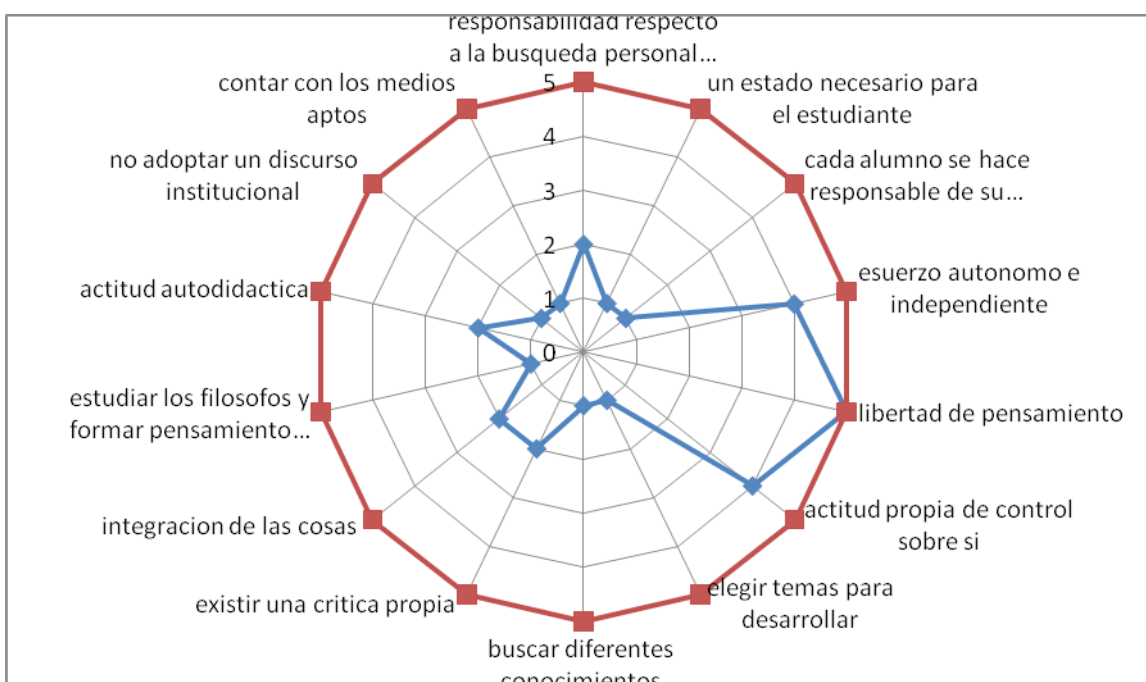 responsabilidad respecto
a la busqueda personal...
un estado necesario para
el estudiante
cada alumno se hace
responsable de su...
esuerzo autonomo e
independiente
libertad de pensamiento
actitud propia de control
sobre si
elegir temas para
desarrollar
buscar diferentes
conocimientos
existir una critica propia
integracion de las cosas
estudiar los filosofos y
formar pensamiento...
actitud autodidactica
no adoptar un discurso
institucional
contar con los medios
aptos
5
4
3
2
1
0